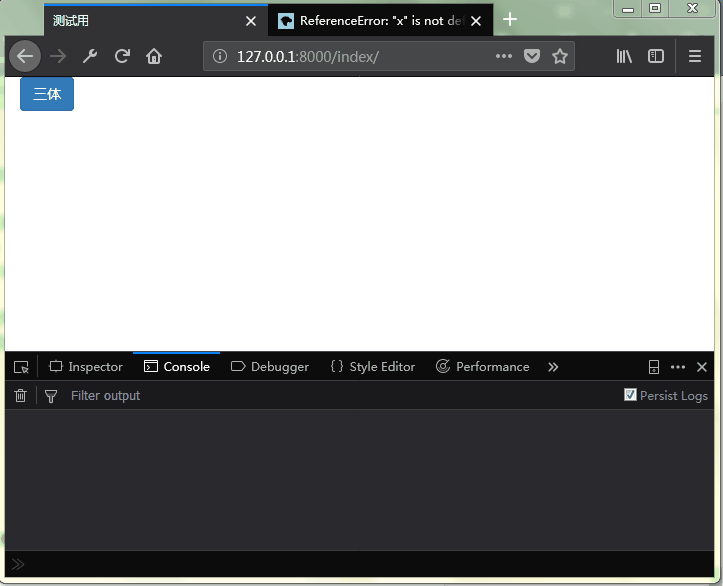 测试用
ReferenceError: "x" is not de
127.0.0.1:8000/index/
三体
Inspector
Console
Debugger
Style Editor
Performance
Filter output
Persist Logs